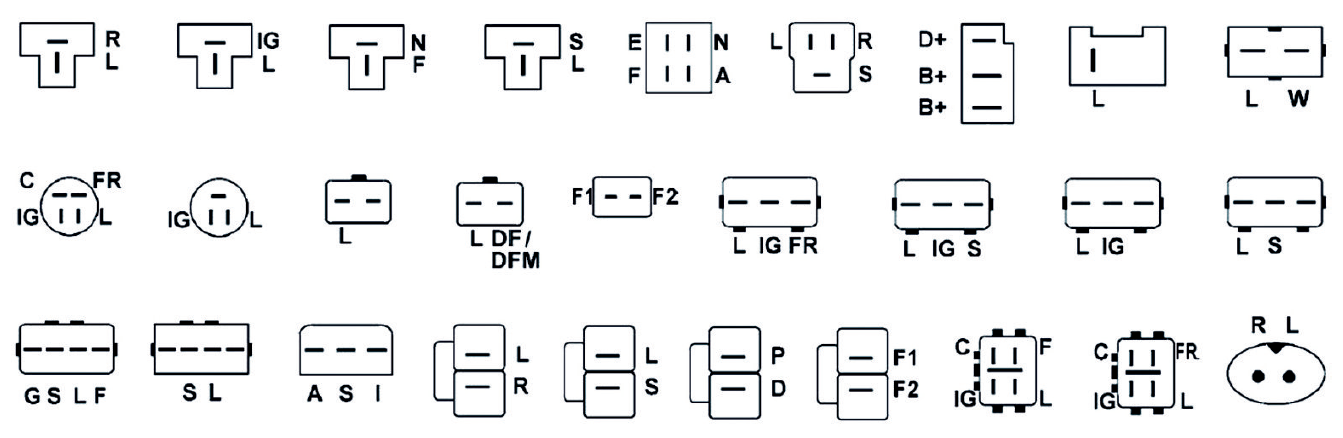 R
L
IG
L
N
F
S
L
E N
F A
L R
S
D+
B+
B+
L
L W
C FR
IG L
IG L
L
L DF/
DFM
F1 F2
L IG FR
L IG S
L IG
L S
G S L F
S L
A S I
L
R
L
S
P
D
F1
F2
C F
IG L
C FR
IG L
R L